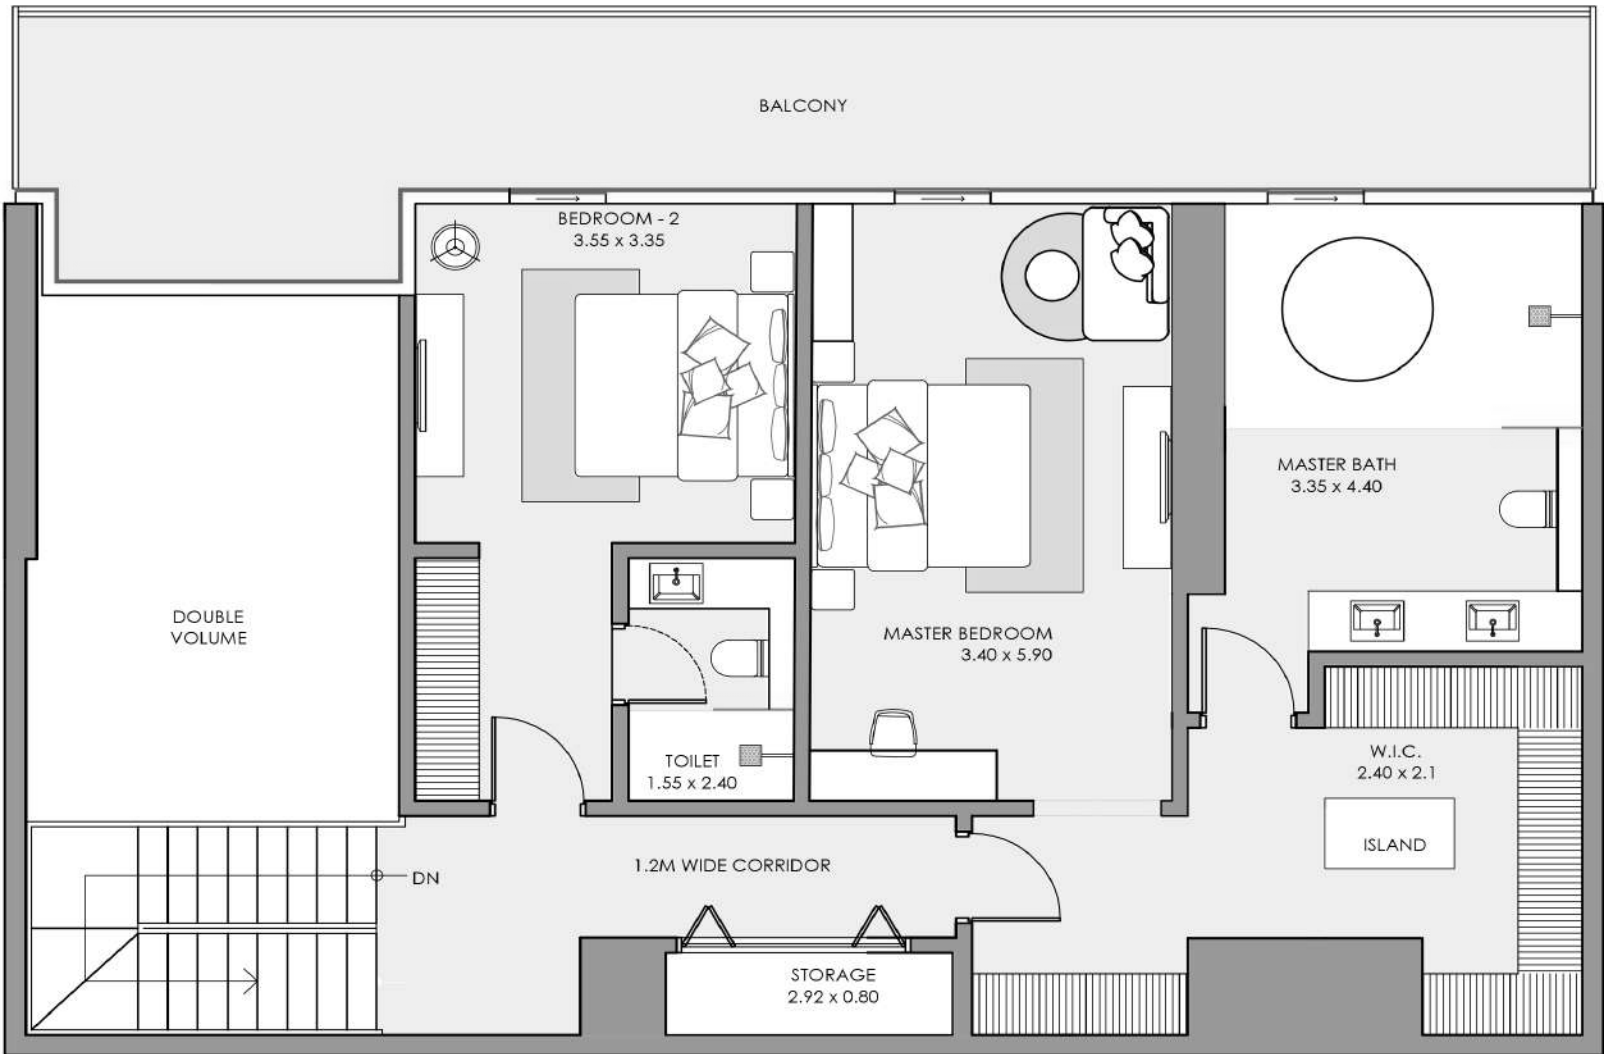 BALCONY
BEDROOM - 2
3.55 x 3.35
MASTER BATH
3.35 x 4.40
DOUBLE
VOLUME
MASTER BEDROOM
3.40 x 5.90
TOILET
1.55 x 2.40
W.I.C.
2.40 x 2.1
ISLAND
1.2M WIDE CORRIDOR
DN
STORAGE
2.92 x 0.80